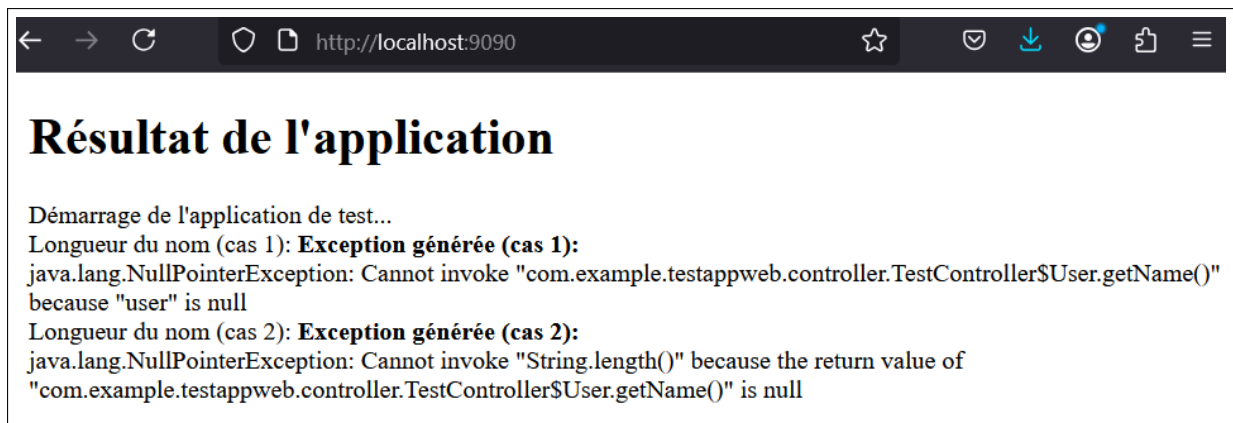 http://localhost:9090
Résultat de l'application
Démarrage de l'application de test...
Longueur du nom (cas 1): Exception générée (cas 1):
java.lang.NullPointerException: Cannot invoke "com.example.testappweb.controller.TestController$User.getName()"
because "user" is null
Longueur du nom (cas 2): Exception générée (cas 2):
java.lang.NullPointerException: Cannot invoke "String.length()" because the return value of
"com.example.testappweb.controller.TestController$User.getName()" is null